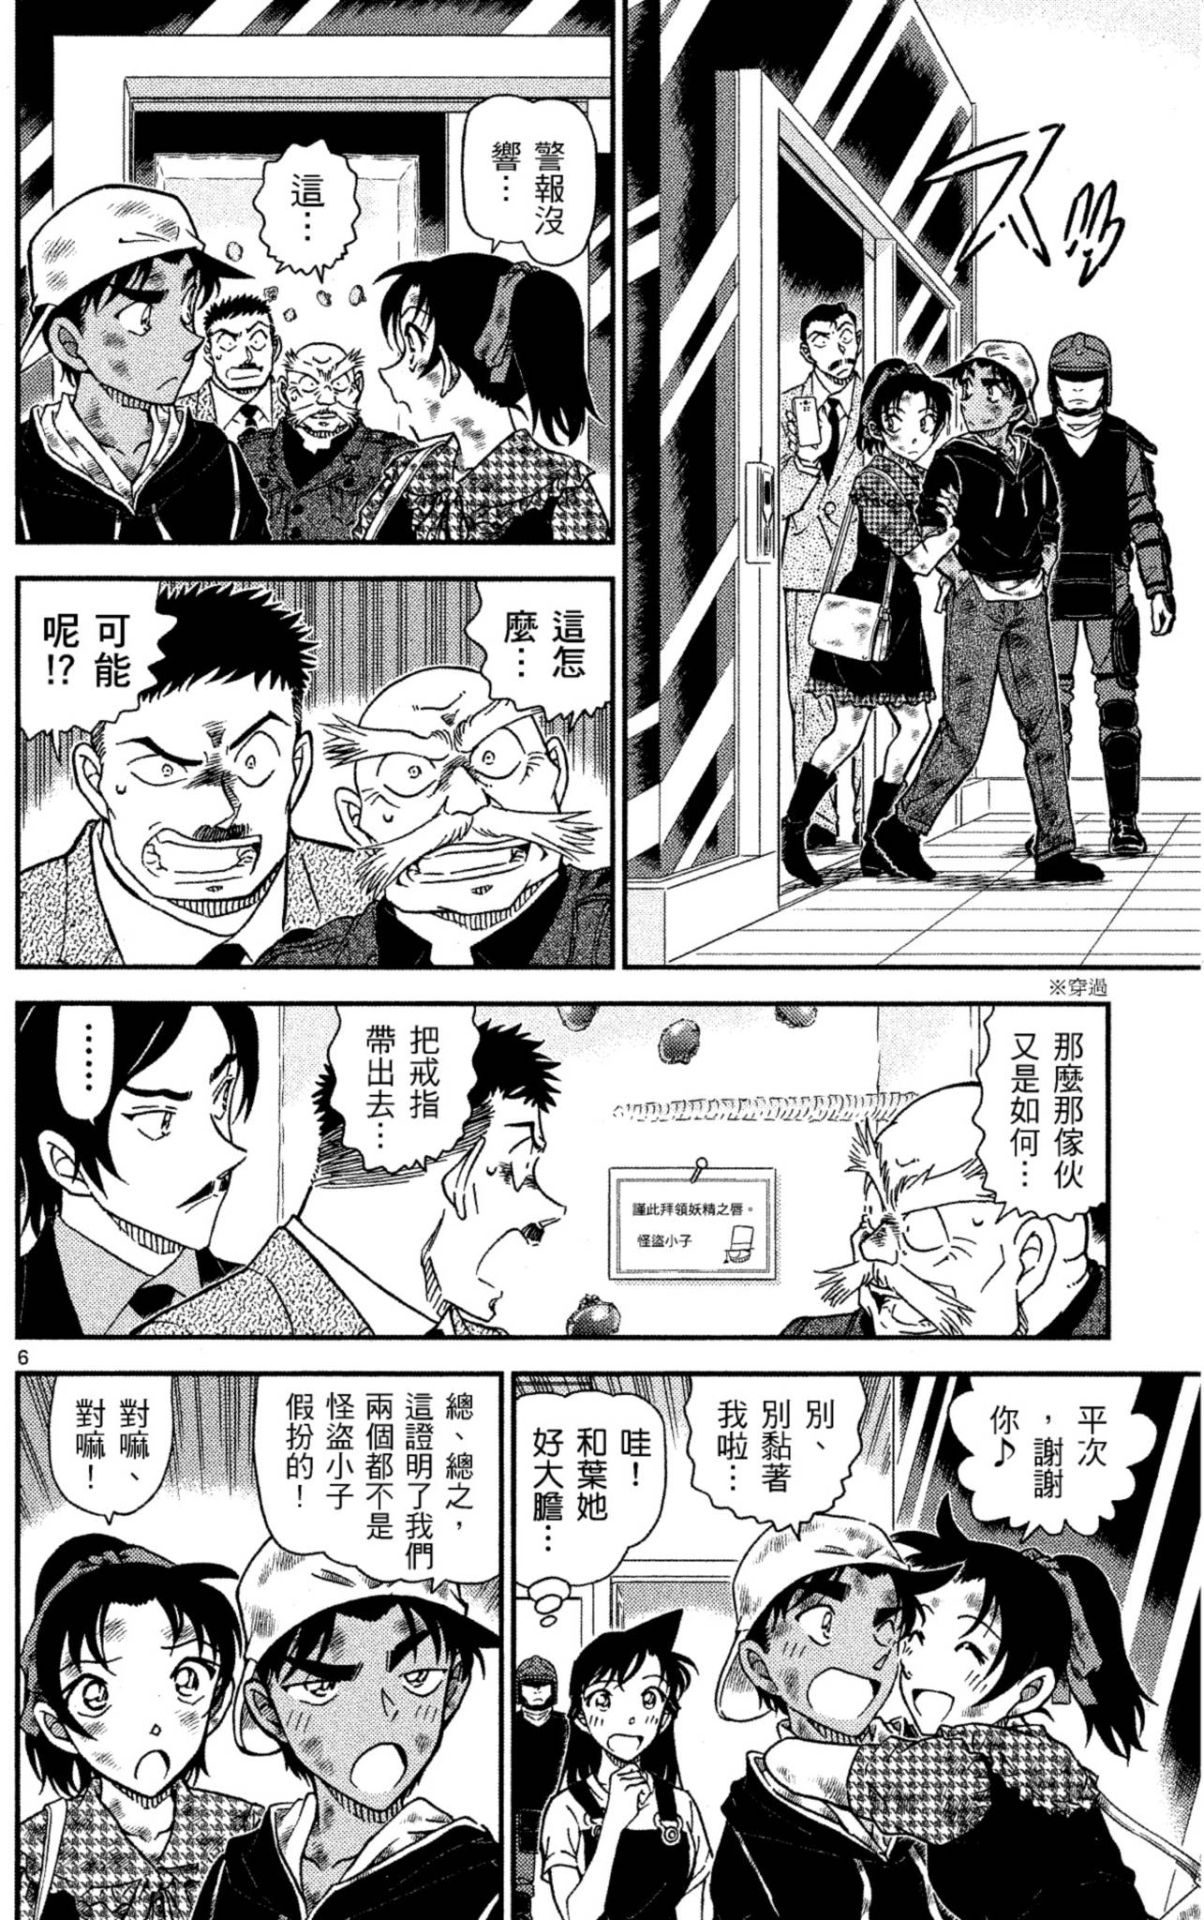 スッ
※穿過
警報沒
響…
這…
這怎
麼…
可能
呢!?
那麼那傢伙
又是如何…
謹此拜領妖精之唇。
怪盜小子
把戒指
帶出去…
……
6
平次
，謝謝
你♪
別、
別黏著
我啦…
哇！
和葉她
好大膽…
總、總之，
這證明了我們
兩個都不是
怪盜小子
假扮的！
對嘛、
對嘛！